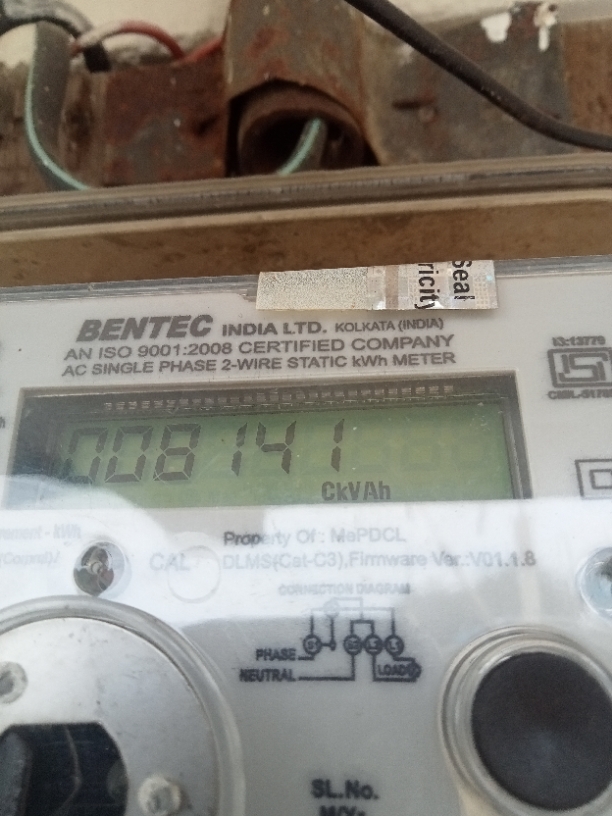 Seal
ricity
BENTEC INDIA LTD. KOLKATA (INDIA)
AN ISO 9001:2008 CERTIFIED COMPANY
AC SINGLE PHASE 2-WIRE STATIC kWh METER
IS:13779
008141
CkVAh
Property Of : MePDCL
CAL
DLMS(Cat-C3),Firmware Ver.:V01.1.8
CONNECTION DIAGRAM
PHASE
NEUTRAL
LOAD
SL.No.